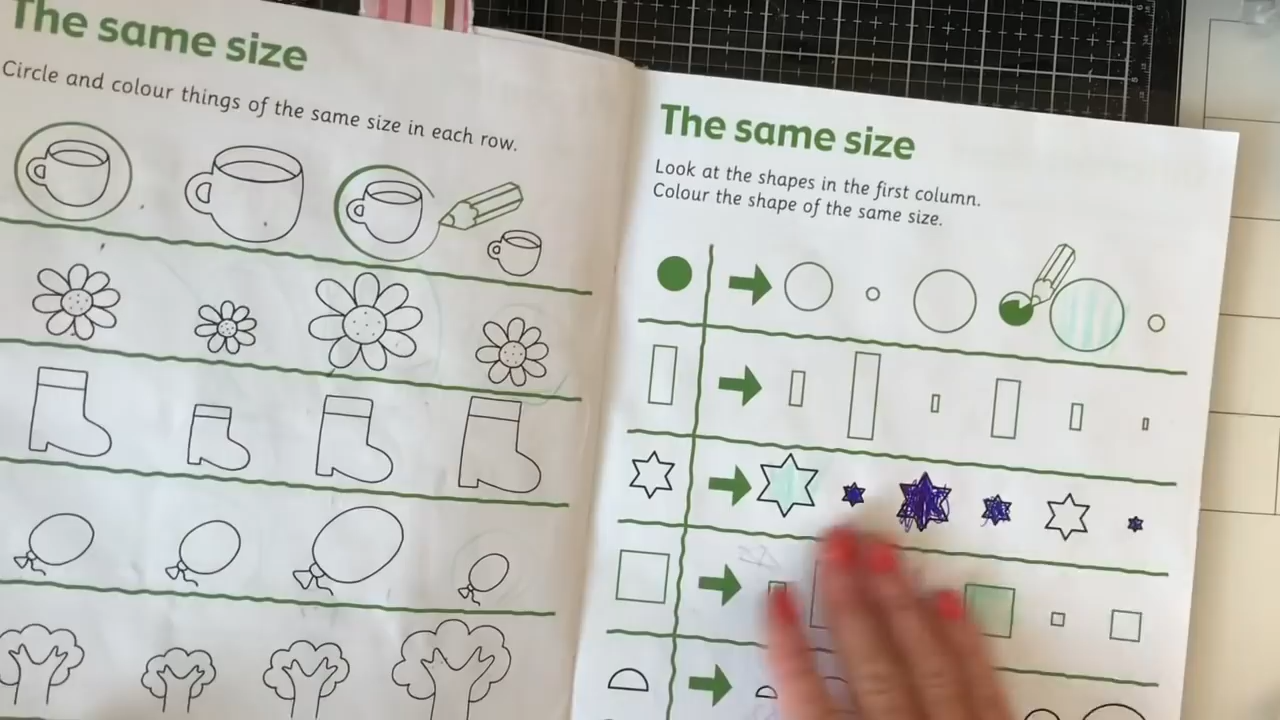 The same size
Circle and colour things of the same size in each row.
The same size
Look at the shapes in the first column.
Colour the shape of the same size.